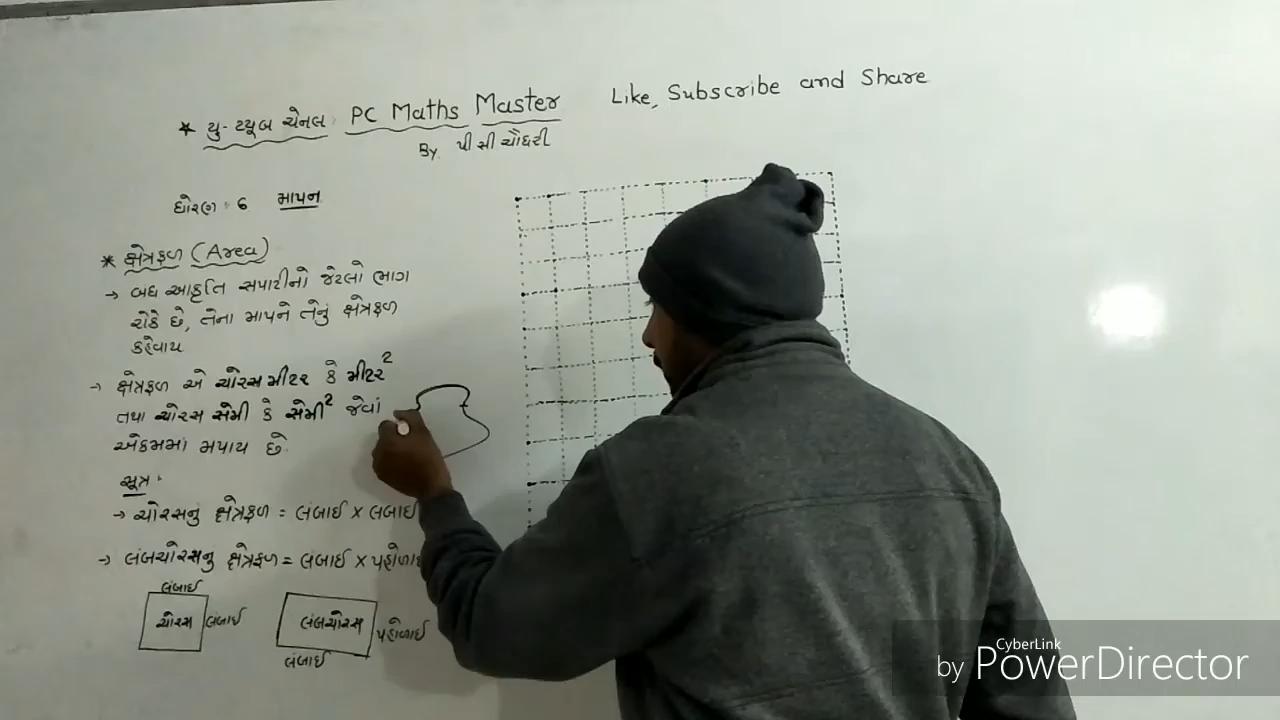 * યુ-ટ્યૂબ ચેનલ: PC Maths Master Like, Subscribe and Share
By પી સી ચૌધરી
ધોરણ : 6 માપન
* ક્ષેત્રફળ (Area)
→ બંધ આકૃતિ સપાટીનો જેટલો ભાગ
રોકે છે, તેના માપને તેનું ક્ષેત્રફળ
કહેવાય
→ ક્ષેત્રફળ એ ચોરસ મીટર કે મીટર²
તથા ચોરસ સેમી કે સેમી² જેવાં
એકમમાં મપાય છે.
સૂત્ર :
→ ચોરસનું ક્ષેત્રફળ = લંબાઈ × લંબાઈ
→ લંબચોરસનું ક્ષેત્રફળ = લંબાઈ ×
લંબાઈ
ચોરસ લંબાઈ
લંબચોરસ પહોળાઈ
લંબાઈ
CyberLink
by PowerDirector